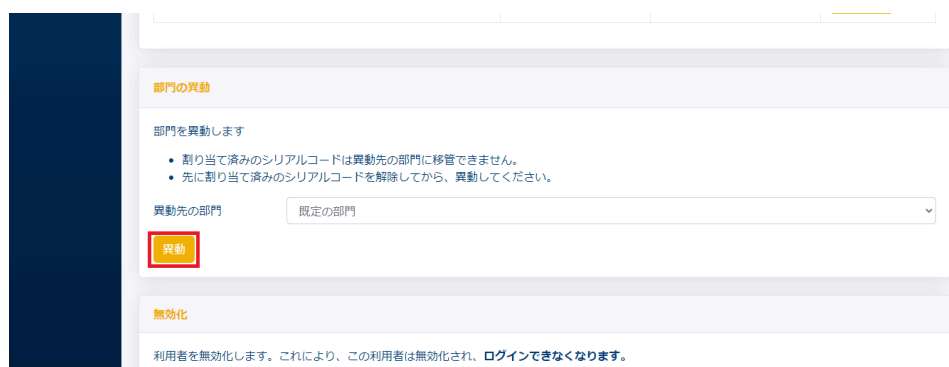 部門の異動
部門を異動します
• 割り当て済みのシリアルコードは異動先の部門に移管できません。
• 先に割り当て済みのシリアルコードを解除してから、異動してください。
異動先の部門 既定の部門
異動
無効化
利用者を無効化します。これにより、この利用者は無効化され、ログインできなくなります。